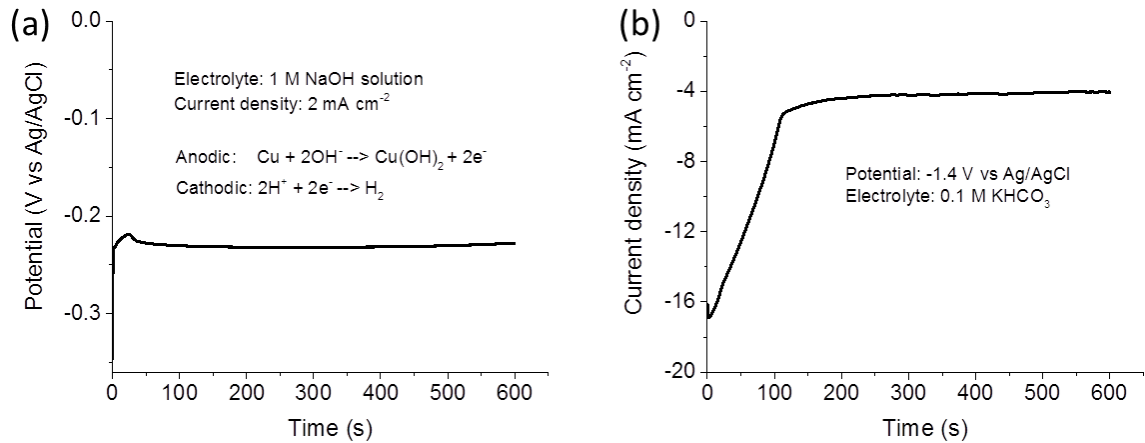 (a)
0.0
-0.1
-0.2
-0.3
Potential (V vs Ag/AgCl)
Electrolyte: 1 M NaOH solution
Current density: 2 mA cm⁻²
Anodic: Cu + 2OH⁻ --> Cu(OH)₂ + 2e⁻
Cathodic: 2H⁺ + 2e⁻ --> H₂
0 100 200 300 400 500 600
Time (s)
(b)
0
-4
-8
-12
-16
-20
Current density (mA cm⁻²)
Potential: -1.4 V vs Ag/AgCl
Electrolyte: 0.1 M KHCO₃
0 100 200 300 400 500 600
Time (s)